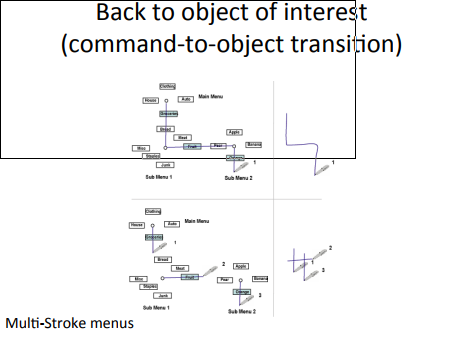 Back to object of interest
(command-to-object transition)
Clothing
House Auto Main Menu
Groceries
Bread
Meat
Misc Fruit Pear
Apple
Banana
Staples Orange 1 1
Junk
Sub Menu 1 Sub Menu 2
Clothing
House Auto Main Menu
Groceries 1
Bread
Meat 2
Misc Fruit
Staples
Junk
Sub Menu 1
Apple
Pear Banana
Orange
3
Sub Menu 2
2
1
3
Multi-Stroke menus